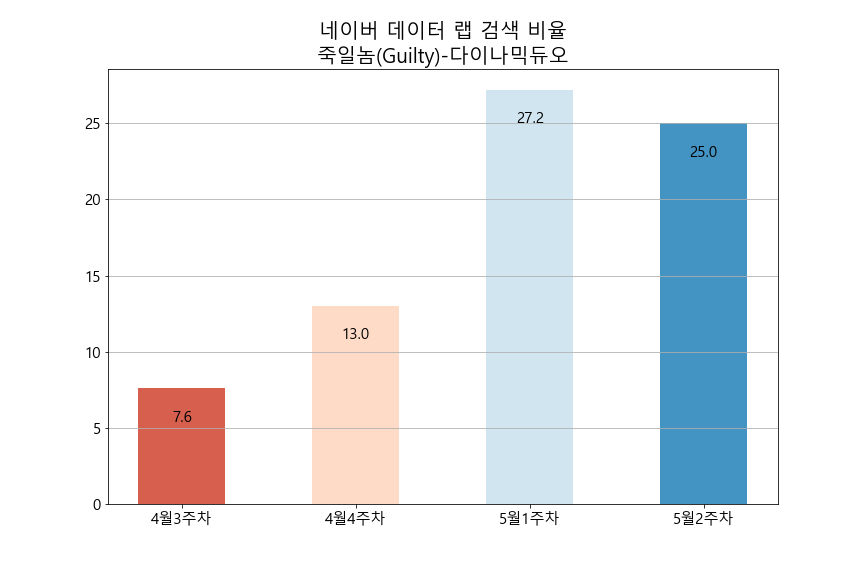 네이버 데이터 랩 검색 비율
죽일놈(Guilty)-다이나믹듀오
25
20
15
10
5
0
7.6
13.0
27.2
25.0
4월3주차
4월4주차
5월1주차
5월2주차